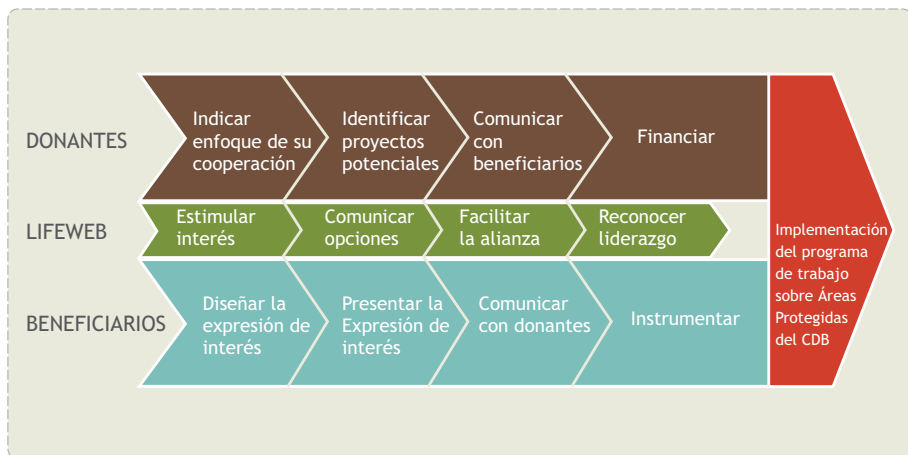 DONANTES
Indicar
enfoque de su
cooperación
Identificar
proyectos
potenciales
Comunicar
con
beneficiarios
Financiar
LIFEWEB
Estimular
interés
Comunicar
opciones
Facilitar
la alianza
Reconocer
liderazgo
BENEFICIARIOS
Diseñar la
expresión de
interés
Presentar la
Expresión de
interés
Comunicar
con donantes
Instrumentar
Implementación
del programa
de trabajo
sobre Áreas
Protegidas
del CDB